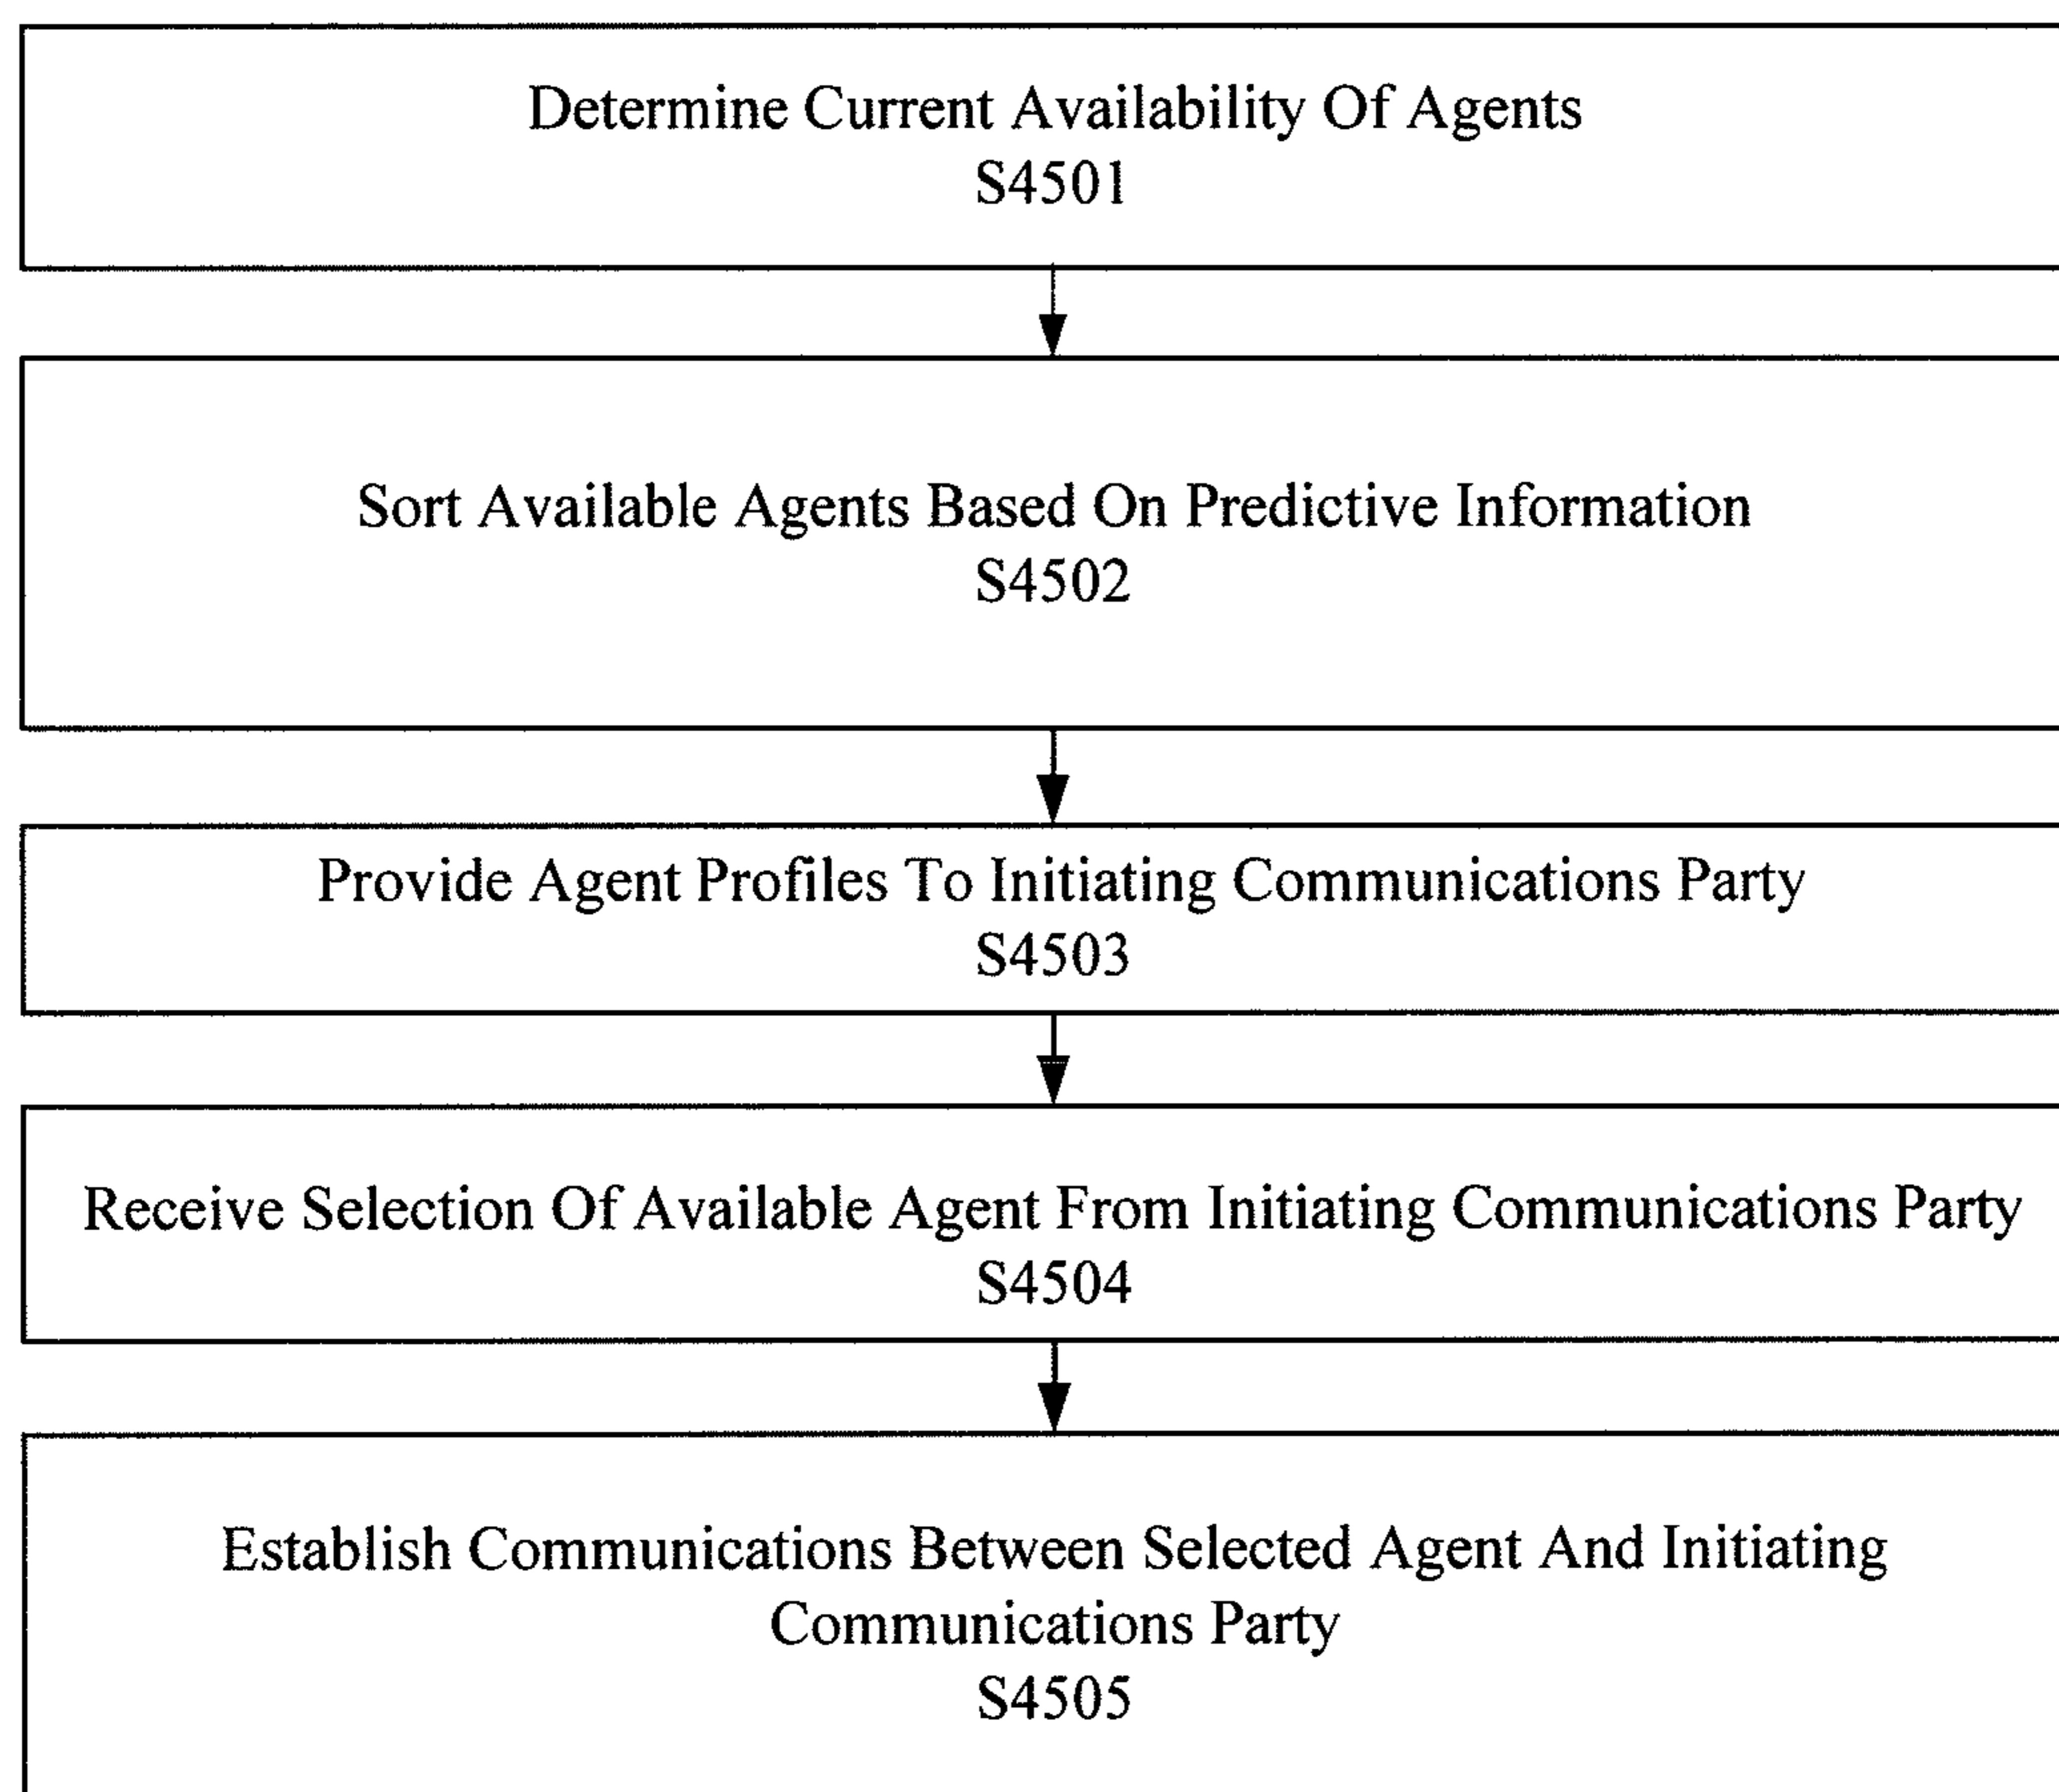 Determine Current Availability Of Agents
S4501
Sort Available Agents Based On Predictive Information
S4502
Provide Agent Profiles To Initiating Communications Party
S4503
Receive Selection Of Available Agent From Initiating Communications Party
S4504
Establish Communications Between Selected Agent And Initiating
Communications Party
S4505